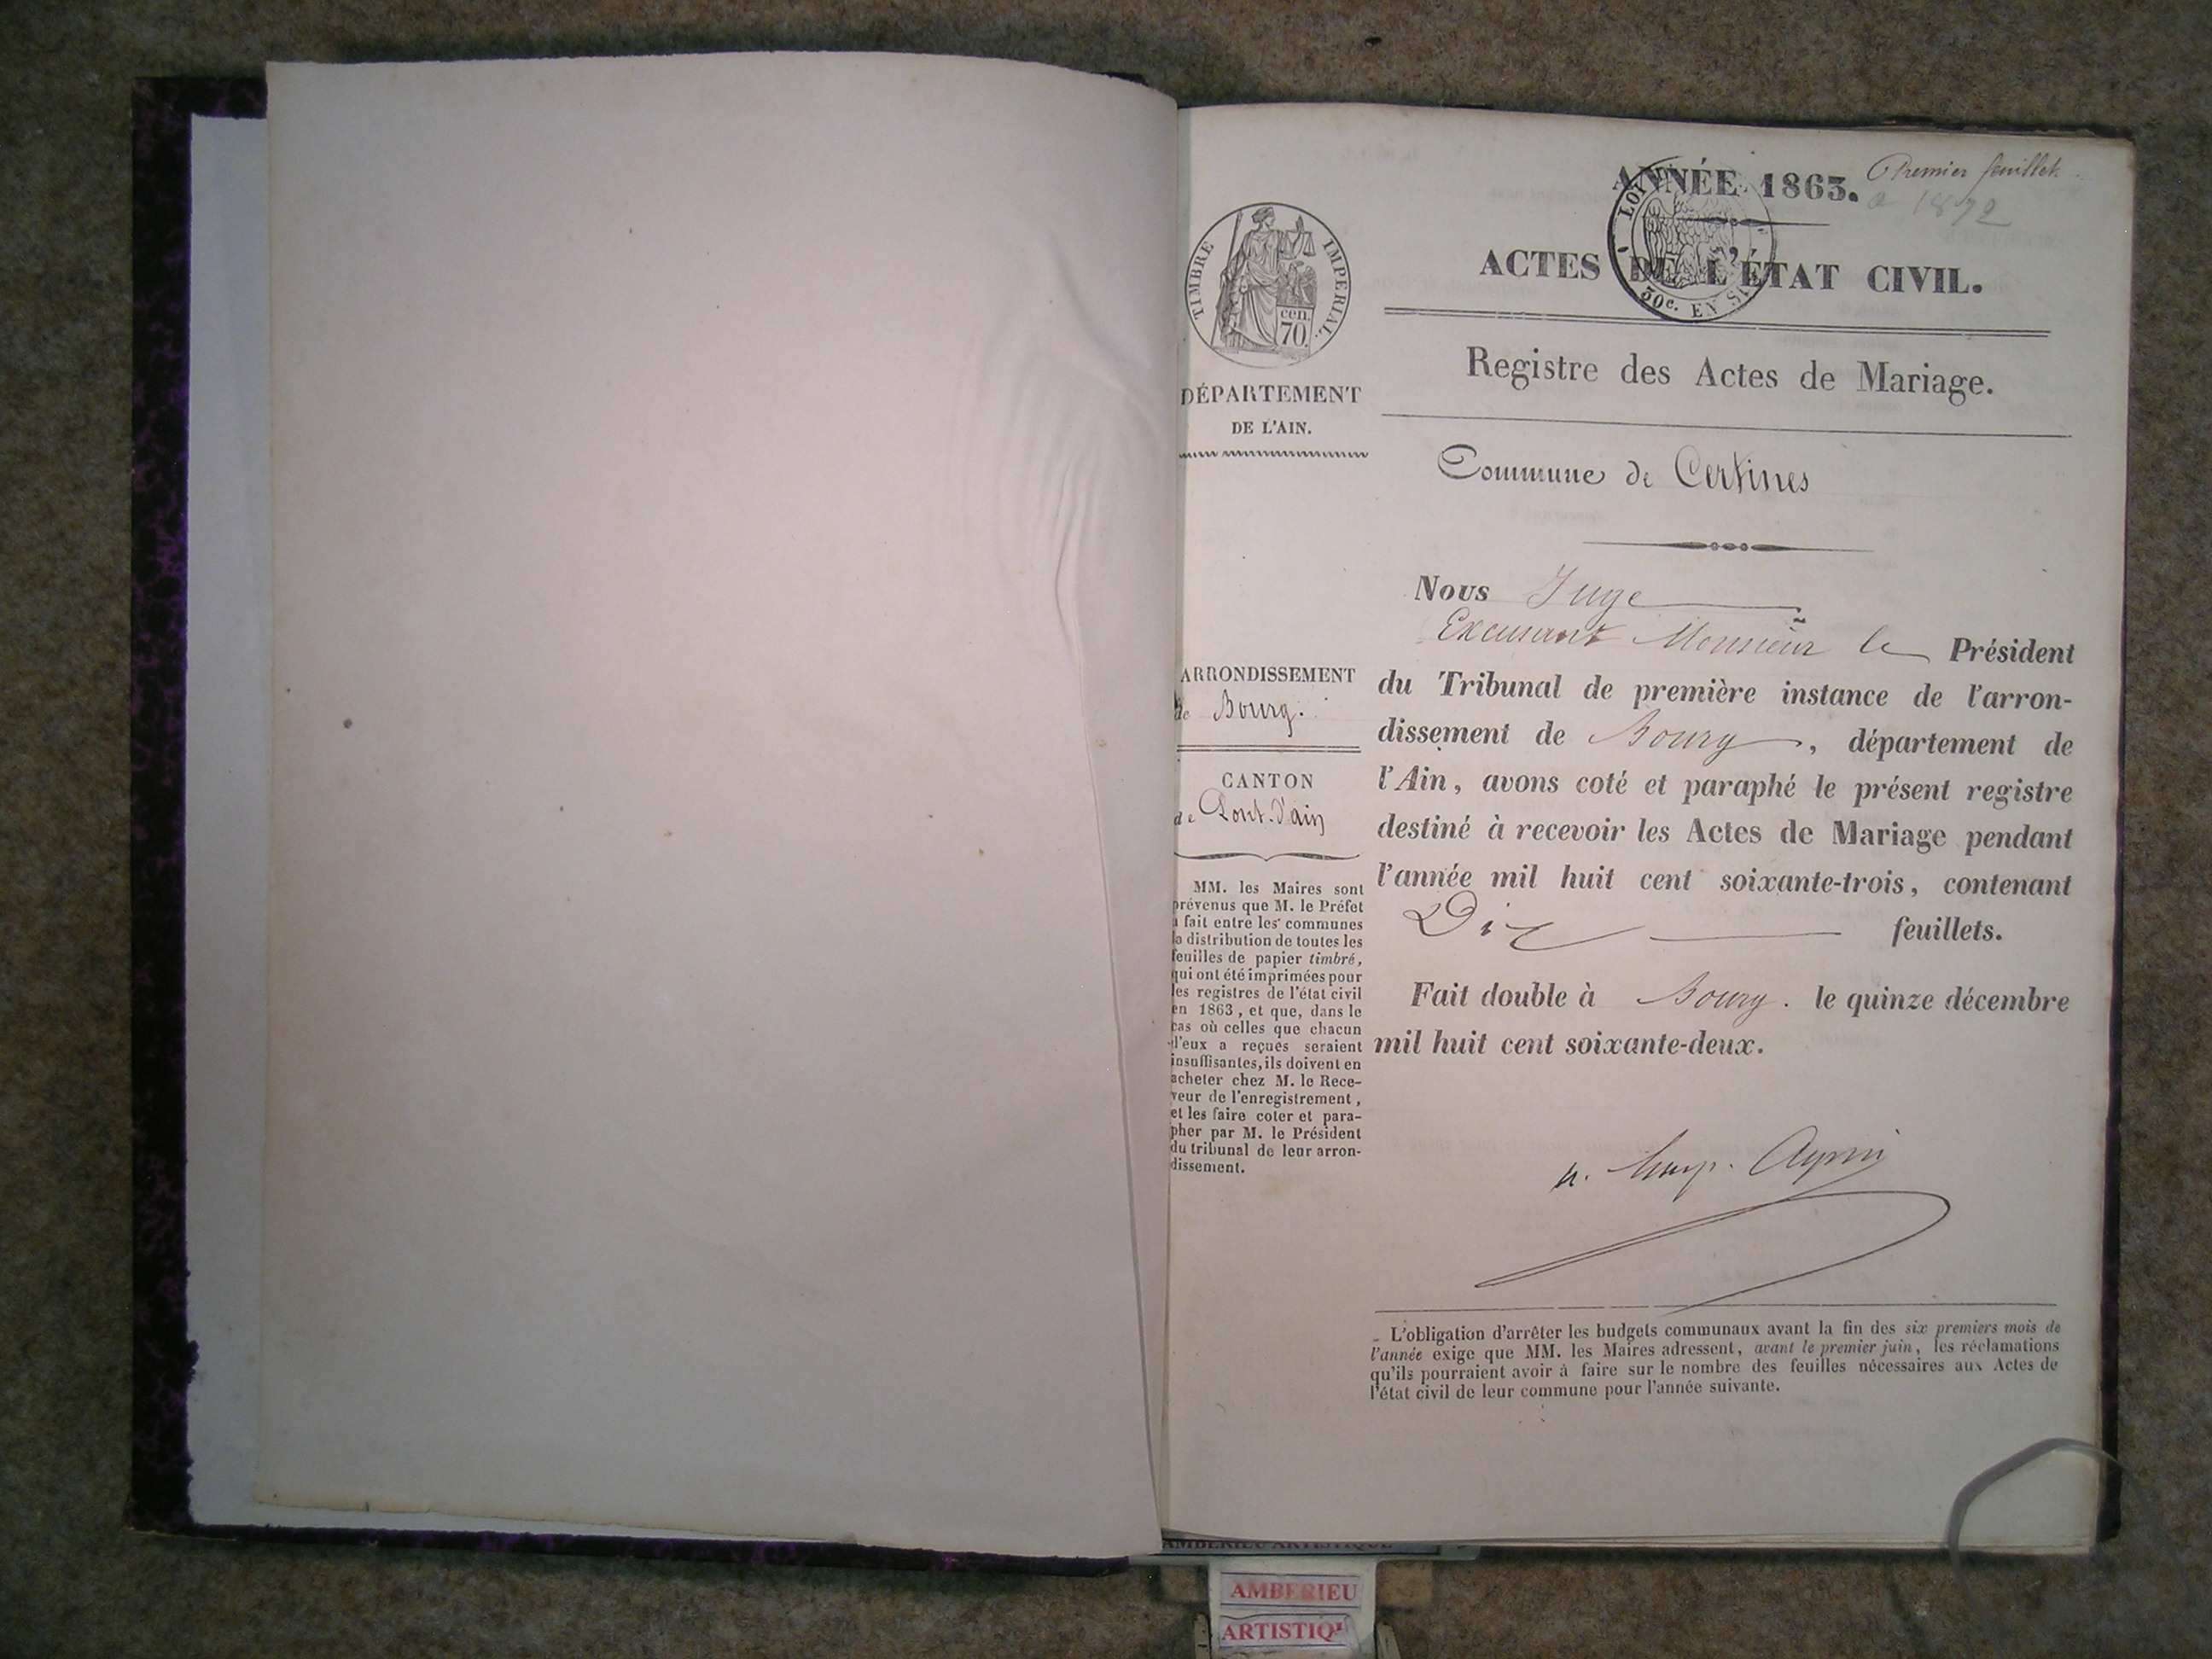 ANNÉE 1863.
Premier feuillet
a 1872
LOI
50c. EN SU
ACTES DE L'ÉTAT CIVIL.
Registre des Actes de Mariage.
Commune de Certines
TIMBRE IMPERIAL.
cen.
70.
DÉPARTEMENT
DE L'AIN.
ARRONDISSEMENT
de Bourg.
CANTON
de Pont-d'ain
MM. les Maires sont
prévenus que M. le Préfet
a fait entre les communes
la distribution de toutes les
feuilles de papier timbré,
qui ont été imprimées pour
les registres de l'état civil
en 1863, et que, dans le
cas où celles que chacun
d'eux a reçues seraient
insuffisantes, ils doivent en
acheter chez M. le Rece-
veur de l'enregistrement,
et les faire coter et para-
pher par M. le Président
du tribunal de leur arron-
dissement.
Nous Juge
Excusant Monsieur le Président
du Tribunal de première instance de l'arron-
dissement de Bourg, département de
l'Ain, avons coté et paraphé le présent registre
destiné à recevoir les Actes de Mariage pendant
l'année mil huit cent soixante-trois, contenant
Dix feuillets.
Fait double à Bourg. le quinze décembre
mil huit cent soixante-deux.
L'obligation d'arrêter les budgets communaux avant la fin des six premiers mois de
l'année exige que MM. les Maires adressent, avant le premier juin, les réclamations
qu'ils pourraient avoir à faire sur le nombre des feuilles nécessaires aux Actes de
l'état civil de leur commune pour l'année suivante.
AMBERIEU ARTISTIQUE
AMBERIEU
ARTISTIQ